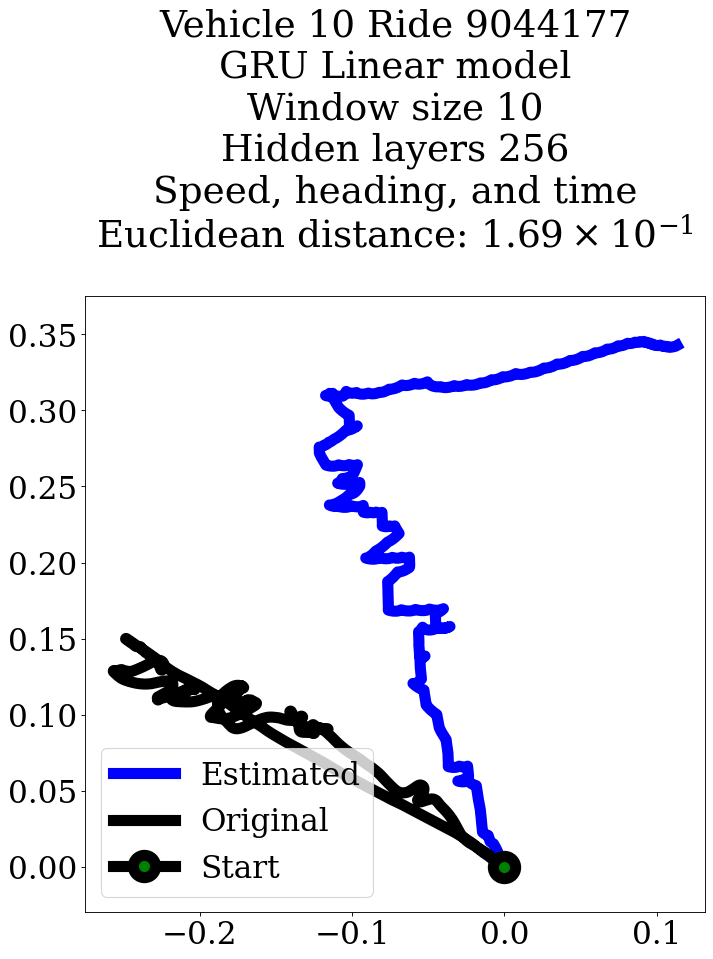 Vehicle 10 Ride 9044177
GRU Linear model
Window size 10
Hidden layers 256
Speed, heading, and time
Euclidean distance: 1.69 × 10⁻¹
0.35
0.30
0.25
0.20
0.15
0.10
0.05
0.00
Estimated
Original
Start
−0.2
−0.1
0.0
0.1